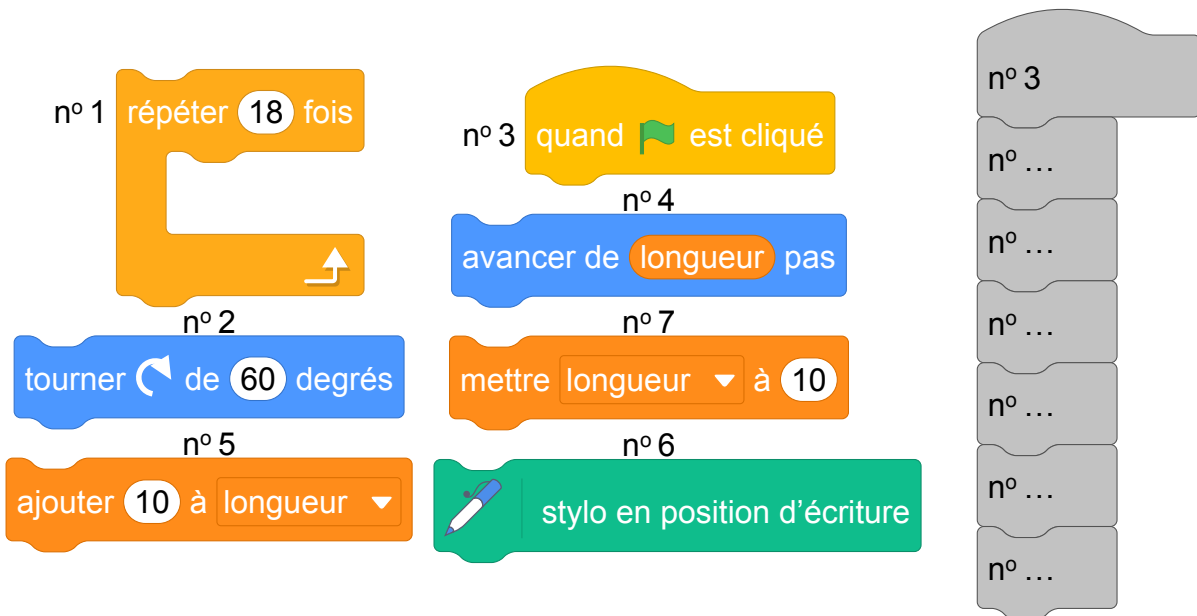 nº 1 répéter 18 fois
nº 2
tourner de 60 degrés
nº 5
ajouter 10 à longueur
nº 3 quand est cliqué
nº 4
avancer de longueur pas
nº 7
mettre longueur à 10
nº 6
stylo en position d’écriture
nº 3
nº …
nº …
nº …
nº …
nº …
nº …